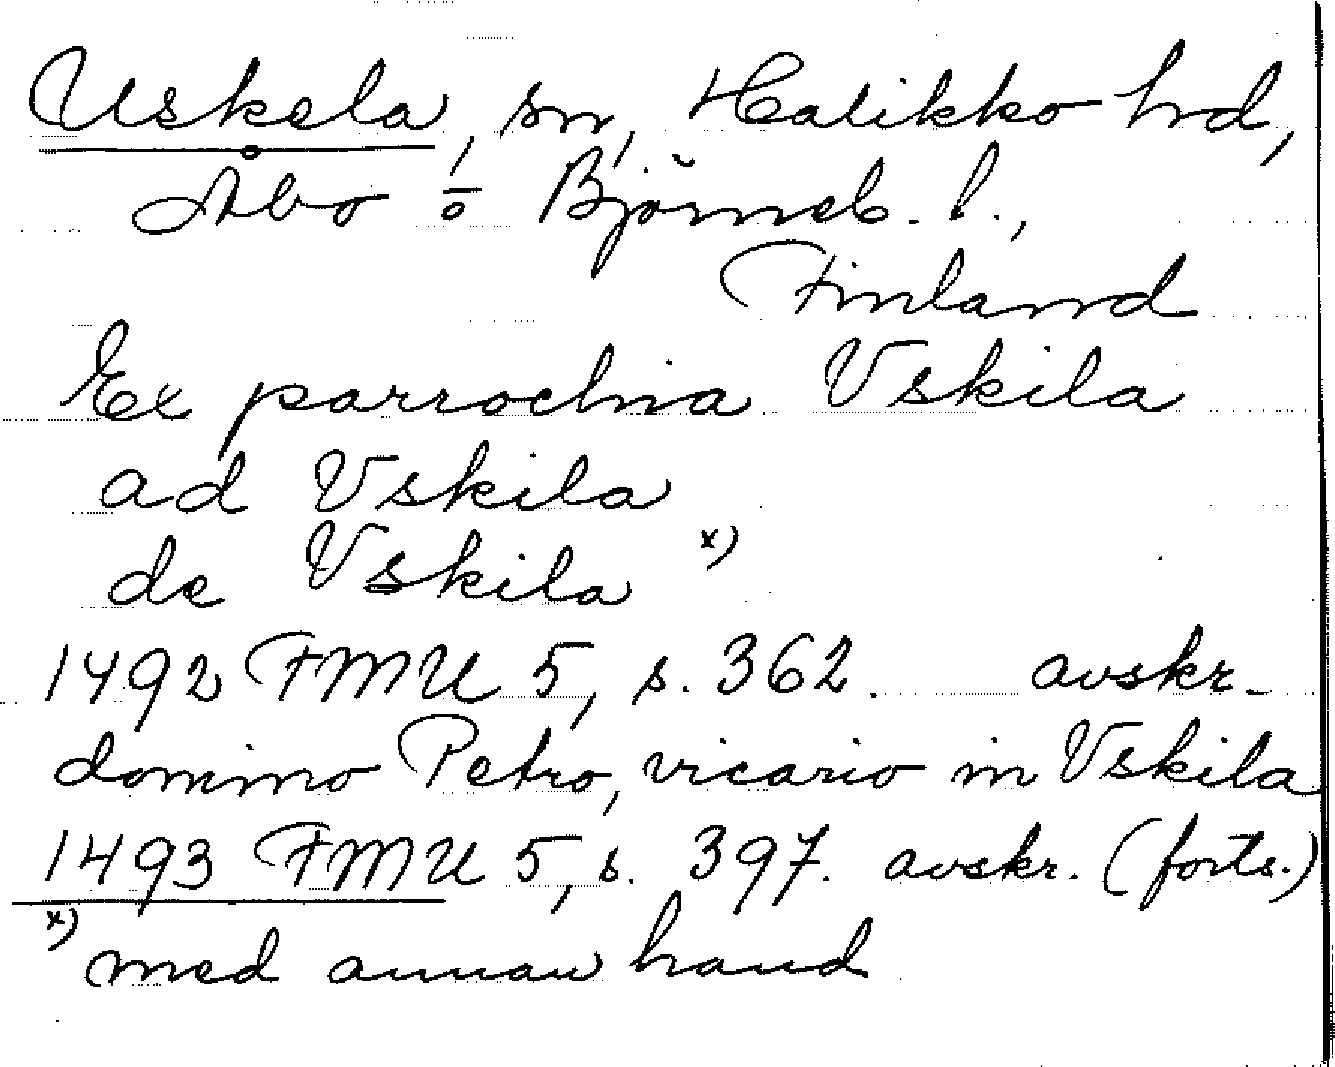 Uskela, sn, Halikko hd,
Åbo o Björneb. l.,
Finland
Ex parrochia Vskila
ad Vskila
de Vskila x)
1492 FMU 5, s. 362. avskr.
domino Petro, vicario in Vskila
1493 FMU 5, s. 397. avskr. (forts.)
x) med annan hand